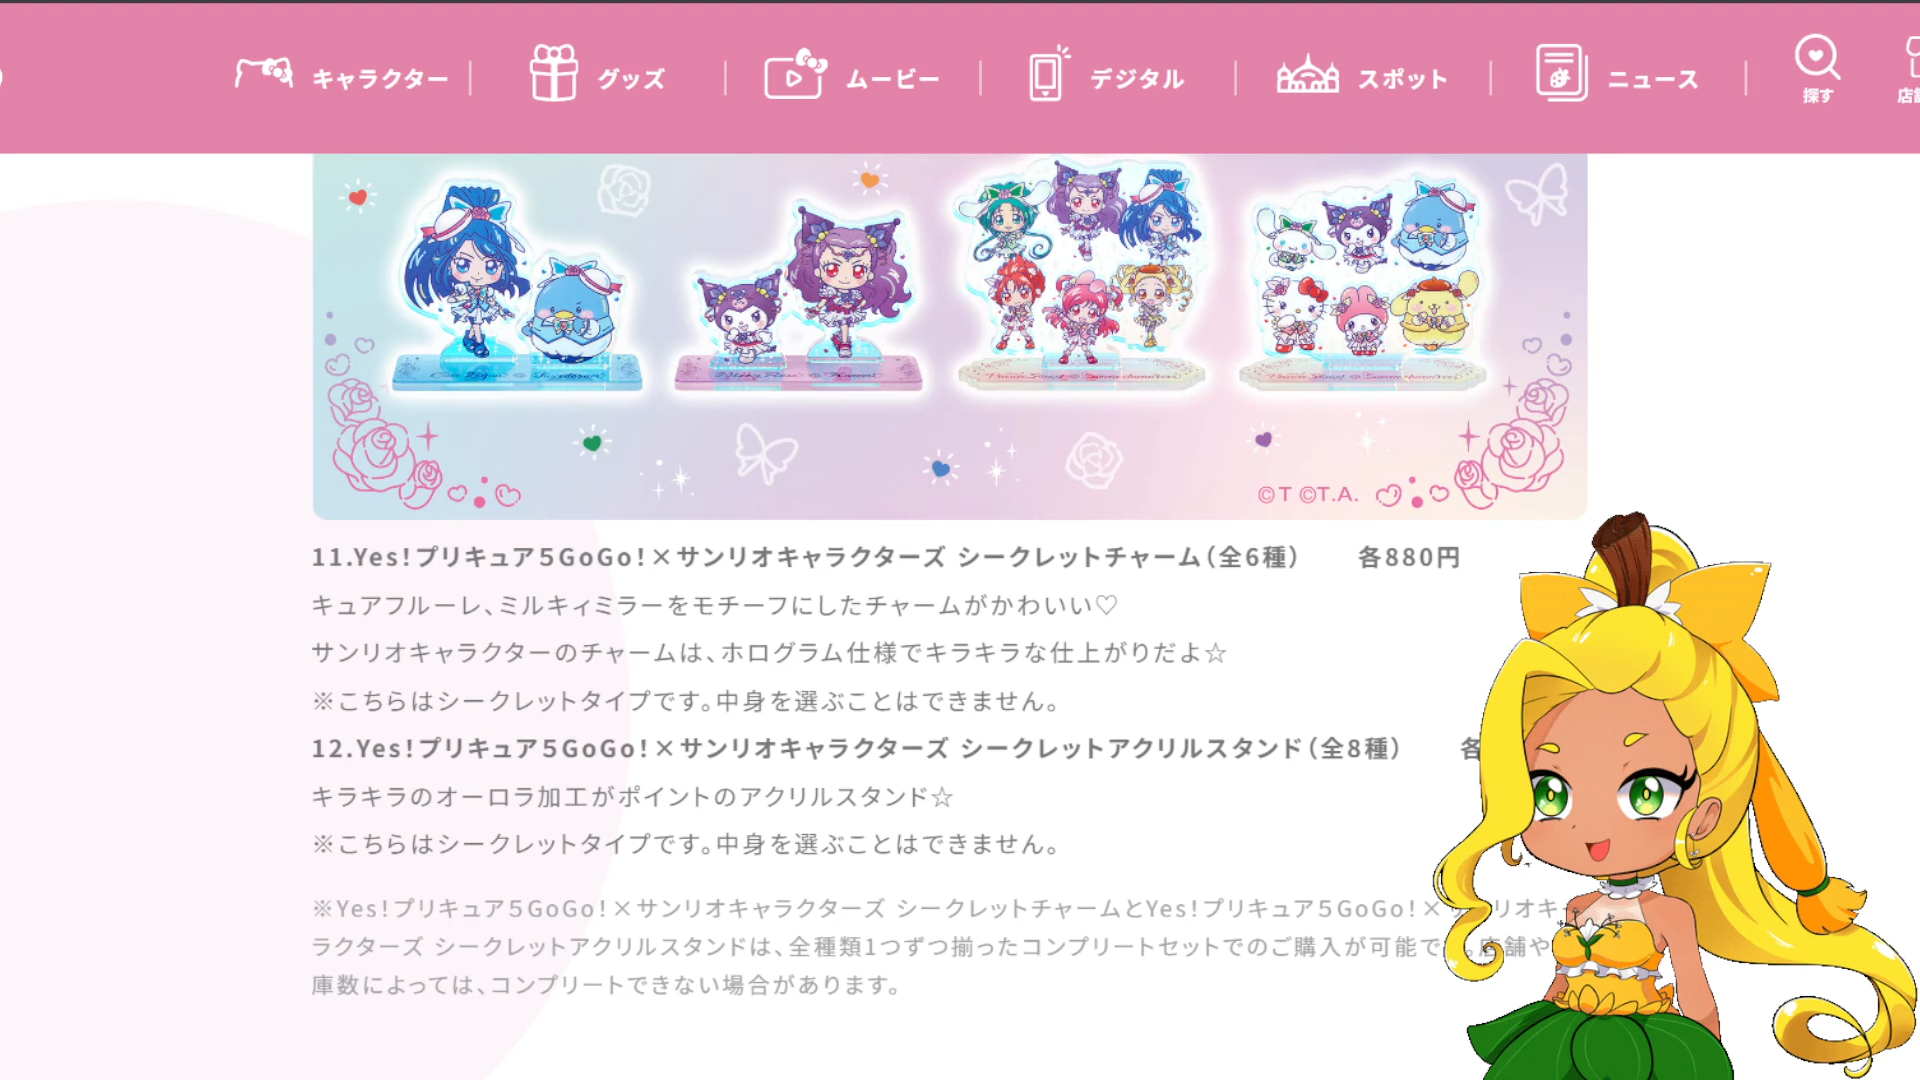 キャラクター
グッズ
ムービー
デジタル
スポット
ニュース
探す
©T ©T.A.
11.Yes!プリキュア5GoGo!×サンリオキャラクターズ シークレットチャーム(全6種) 各880円
キュアフルーレ、ミルキィミラーをモチーフにしたチャームがかわいい♡
サンリオキャラクターのチャームは、ホログラム仕様でキラキラな仕上がりだよ☆
※こちらはシークレットタイプです。中身を選ぶことはできません。
12.Yes!プリキュア5GoGo!×サンリオキャラクターズ シークレットアクリルスタンド(全8種) 各
キラキラのオーロラ加工がポイントのアクリルスタンド☆
※こちらはシークレットタイプです。中身を選ぶことはできません。
※Yes!プリキュア5GoGo!×サンリオキャラクターズ シークレットチャームとYes!プリキュア5GoGo!×サンリオキャ
ラクターズ シークレットアクリルスタンドは、全種類1つずつ揃ったコンプリートセットでのご購入が可能で。店舗や
庫数によっては、コンプリートできない場合があります。